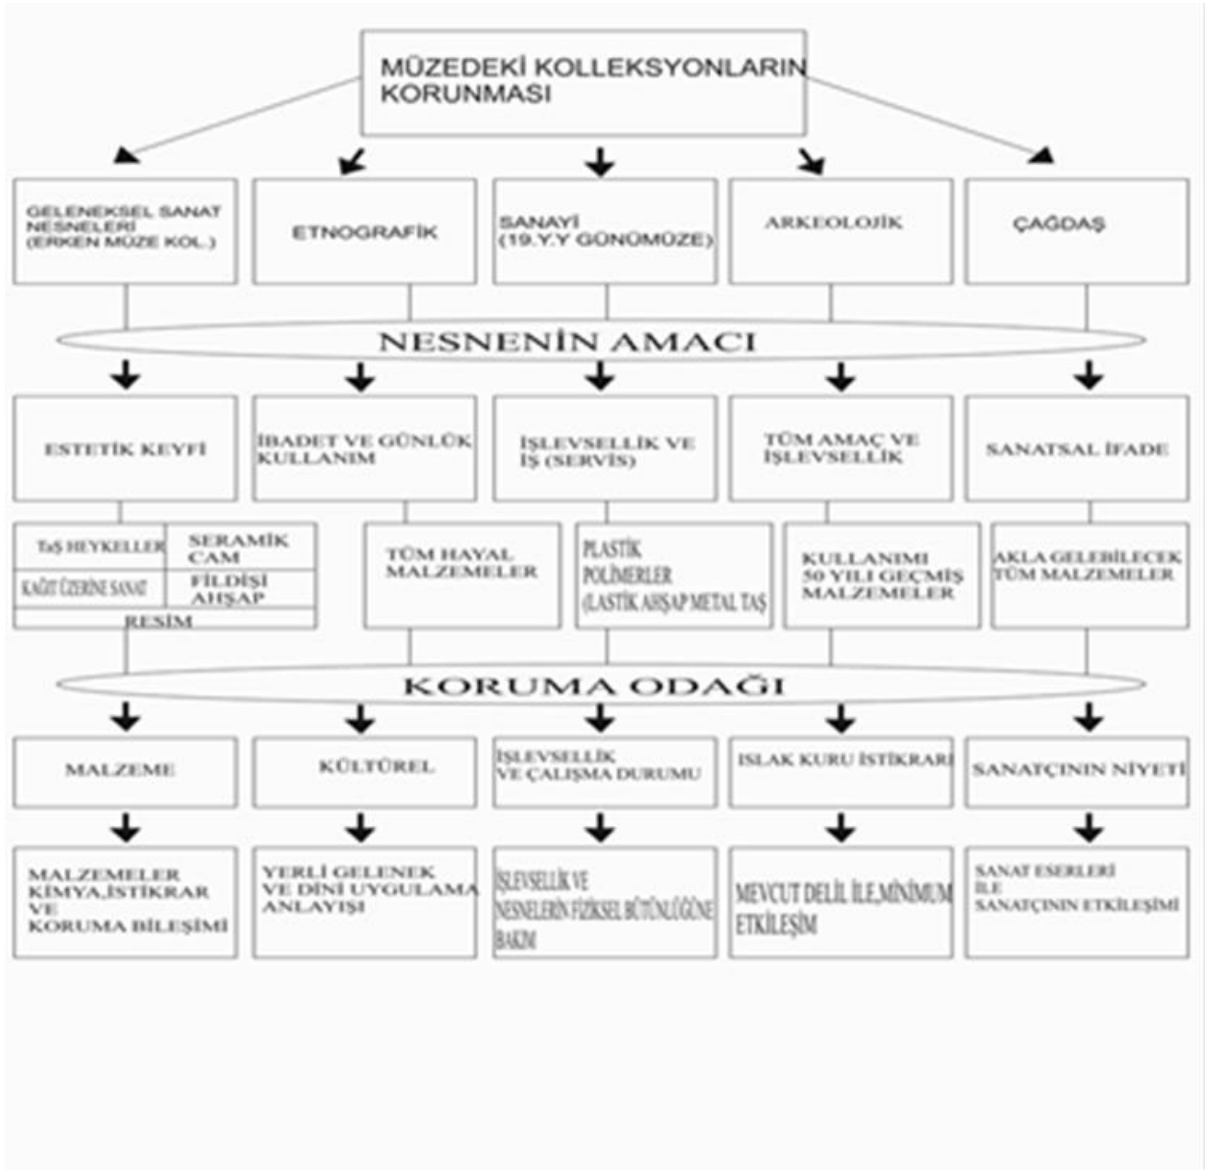 MÜZEDEKİ KOLLEKSYONLARIN
KORUNMASI
GELENEKSEL SANAT
NESNELERİ
(ERKEN MÜZE KOL.)
ETNOGRAFİK
SANAYİ
(19.Y.Y GÜNÜMÜZE)
ARKEOLOJİK
ÇAĞDAŞ
NESNENİN AMACI
ESTETİK KEYFİ
İBADET VE GÜNLÜK
KULLANIM
İŞLEVSELLİK VE
İŞ (SERVİS)
TÜM AMAÇ VE
İŞLEVSELLİK
SANATSAL İFADE
TaŞ HEYKELLER
SERAMİK
CAM
KAĞIT ÜZERİNE SANAT
FİLDİŞİ
AHŞAP
RESİM
TÜM HAYAL
MALZEMELER
PLASTİK
POLİMERLER
(LASTİK AHŞAP METAL TAŞ
KULLANIMI
50 YILI GEÇMİŞ
MALZEMELER
AKLA GELEBİLECEK
TÜM MALZEMELER
KORUMA ODAĞI
MALZEME
KÜLTÜREL
İŞLEVSELLİK
VE ÇALIŞMA DURUMU
ISLAK KURU İSTİKRARI
SANATÇININ NİYETİ
MALZEMELER
KİMYA,İSTİKRAR
VE
KORUMA BİLEŞİMİ
YERLİ GELENEK
VE DİNİ UYGULAMA
ANLAYIŞI
İŞLEVSELLİK VE
NESNELERİN FİZİKSEL BÜTÜNLÜĞÜNE
BAKIM
MEVCUT DELİL İLE,MİNİMUM
ETKİLEŞİM
SANAT ESERLERİ
İLE
SANATÇININ ETKİLEŞİMİ